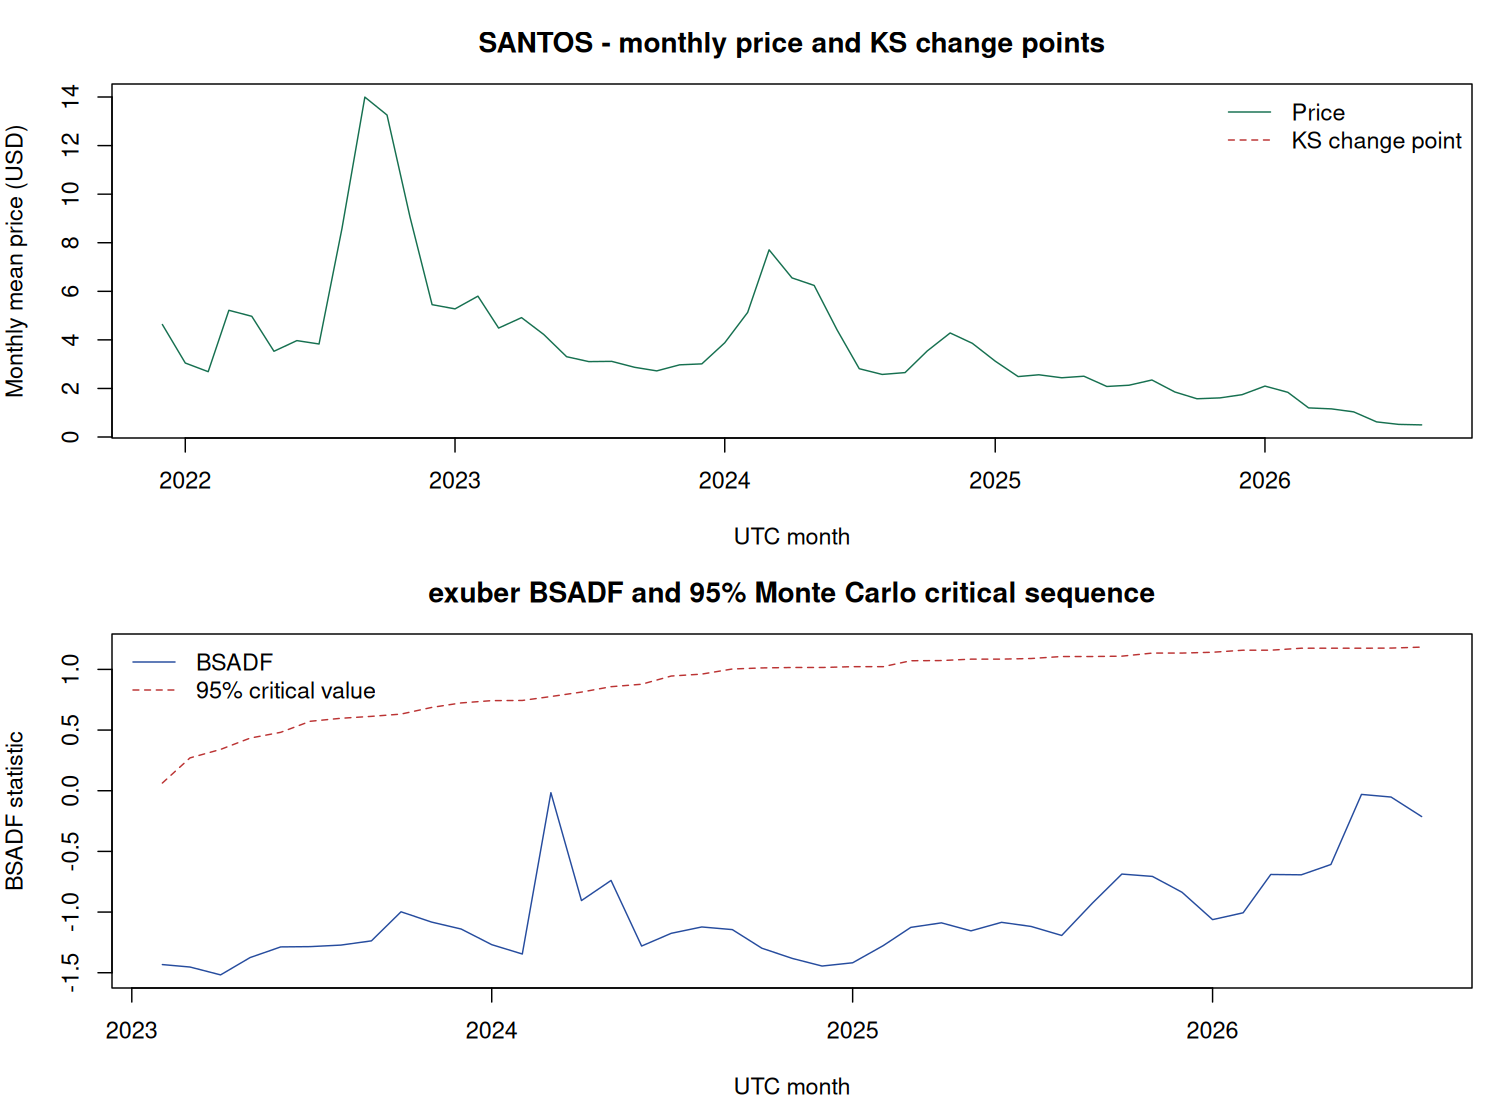 SANTOS - monthly price and KS change points
Monthly mean price (USD)
14
12
10
8
6
4
2
0
Price
KS change point
2022 2023 2024 2025 2026
UTC month
exuber BSADF and 95% Monte Carlo critical sequence
BSADF statistic
1.0
0.5
0.0
-0.5
-1.0
-1.5
BSADF
95% critical value
2023 2024 2025 2026
UTC month